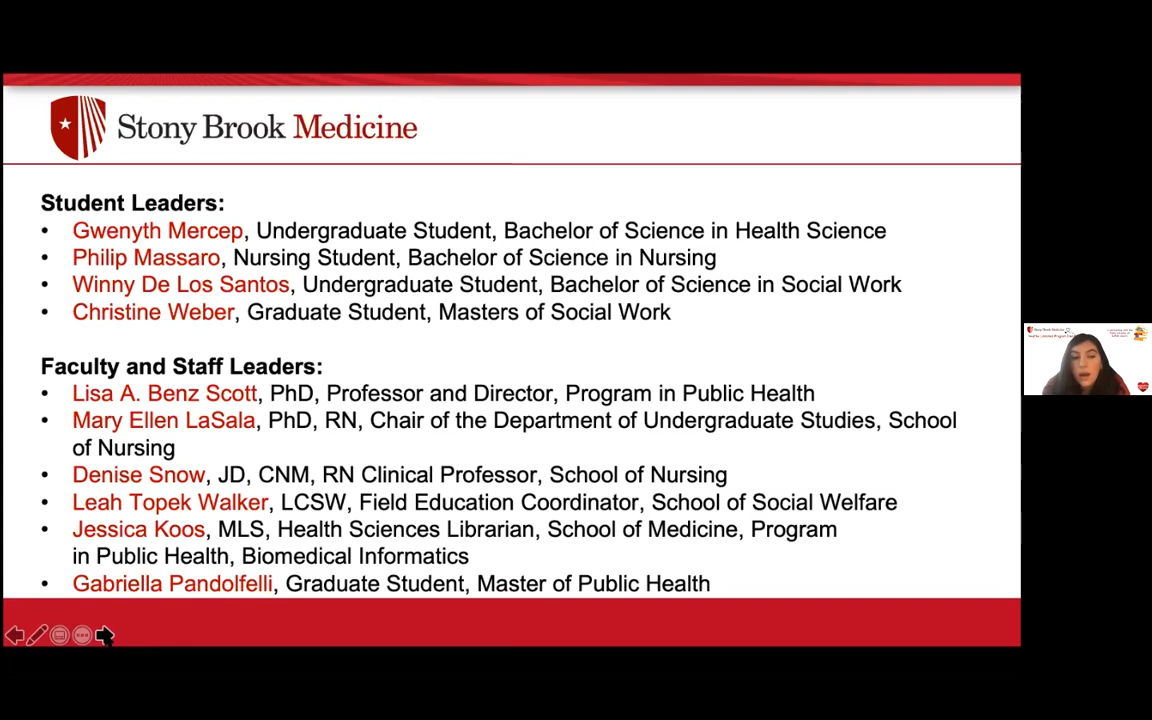 Stony Brook Medicine
Student Leaders:
• Gwenyth Mercep, Undergraduate Student, Bachelor of Science in Health Science
• Philip Massaro, Nursing Student, Bachelor of Science in Nursing
• Winny De Los Santos, Undergraduate Student, Bachelor of Science in Social Work
• Christine Weber, Graduate Student, Masters of Social Work
Faculty and Staff Leaders:
• Lisa A. Benz Scott, PhD, Professor and Director, Program in Public Health
• Mary Ellen LaSala, PhD, RN, Chair of the Department of Undergraduate Studies, School
of Nursing
• Denise Snow, JD, CNM, RN Clinical Professor, School of Nursing
• Leah Topek Walker, LCSW, Field Education Coordinator, School of Social Welfare
• Jessica Koos, MLS, Health Sciences Librarian, School of Medicine, Program
in Public Health, Biomedical Informatics
• Gabriella Pandolfelli, Graduate Student, Master of Public Health
Stony Brook Medicine